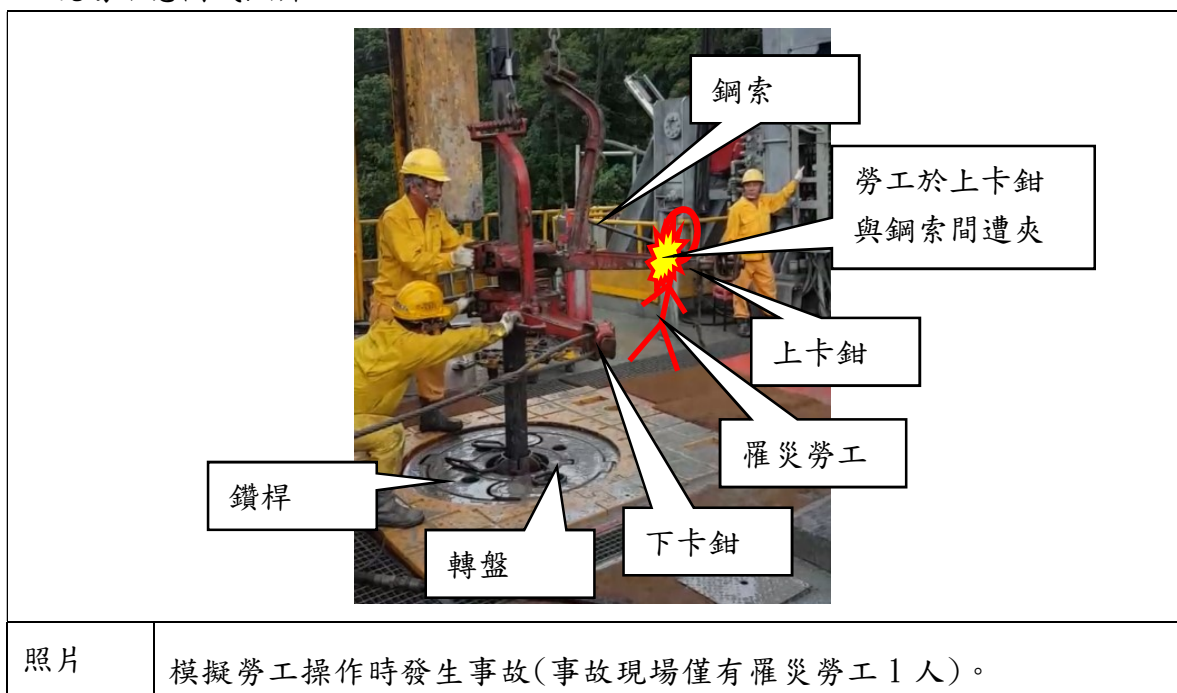 鋼索
勞工於上卡鉗
與鋼索間遭夾
上卡鉗
罹災勞工
下卡鉗
鑽桿
轉盤
照片
模擬勞工操作時發生事故(事故現場僅有罹災勞工1人)。